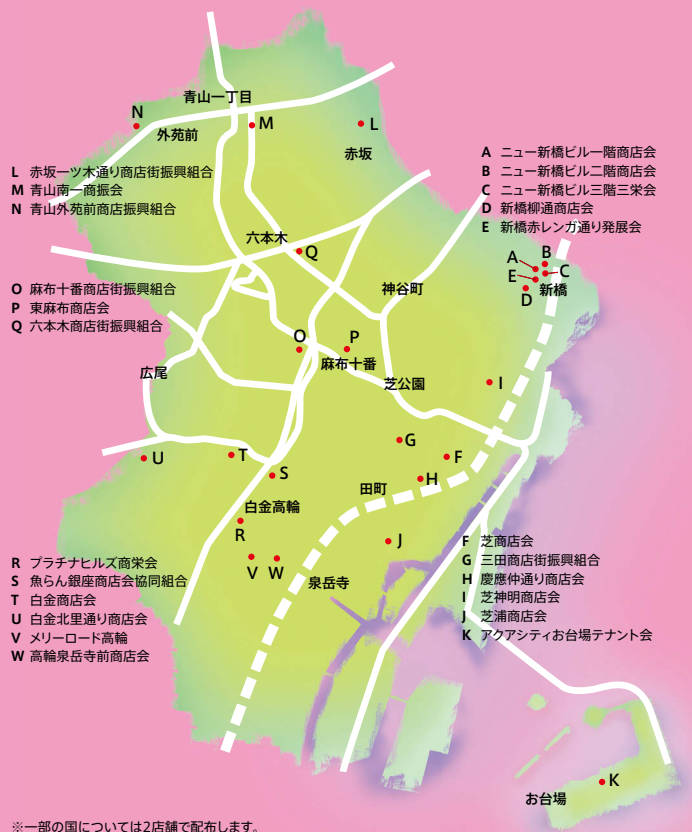 青山一丁目
N
外苑前
M
L
赤坂
L 赤坂一ツ木通り商店街振興組合
M 青山南一商振会
N 青山外苑前商店振興組合
A ニュー新橋ビル一階商店会
B ニュー新橋ビル二階商店会
C ニュー新橋ビル三階三栄会
D 新橋柳通商店会
E 新橋赤レンガ通り発展会
六本木
Q
A
B
C
E
D
新橋
神谷町
O 麻布十番商店街振興組合
P 東麻布商店会
Q 六本木商店街振興組合
O
P
麻布十番
広尾
芝公園
I
G
F
U
T
S
H
田町
白金高輪
R
J
V
W
泉岳寺
R プラチナヒルズ商栄会
S 魚らん銀座商店会協同組合
T 白金商店会
U 白金北里通り商店会
V メリーロード高輪
W 高輪泉岳寺前商店会
F 芝商店会
G 三田商店街振興組合
H 慶應仲通り商店会
I 芝神明商店会
J 芝浦商店会
K アクアシティお台場テナント会
K
お台場
※一部の国については2店舗で配布します。